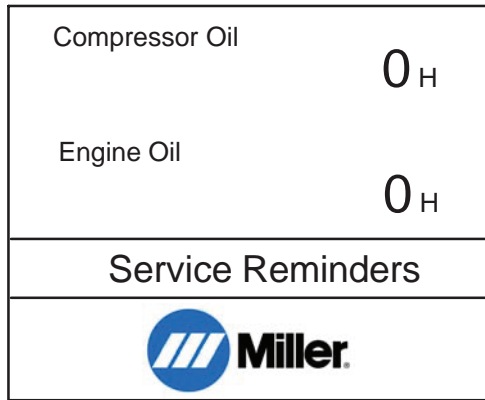 Compressor Oil
0 H
Engine Oil
0 H
Service Reminders
Miller®